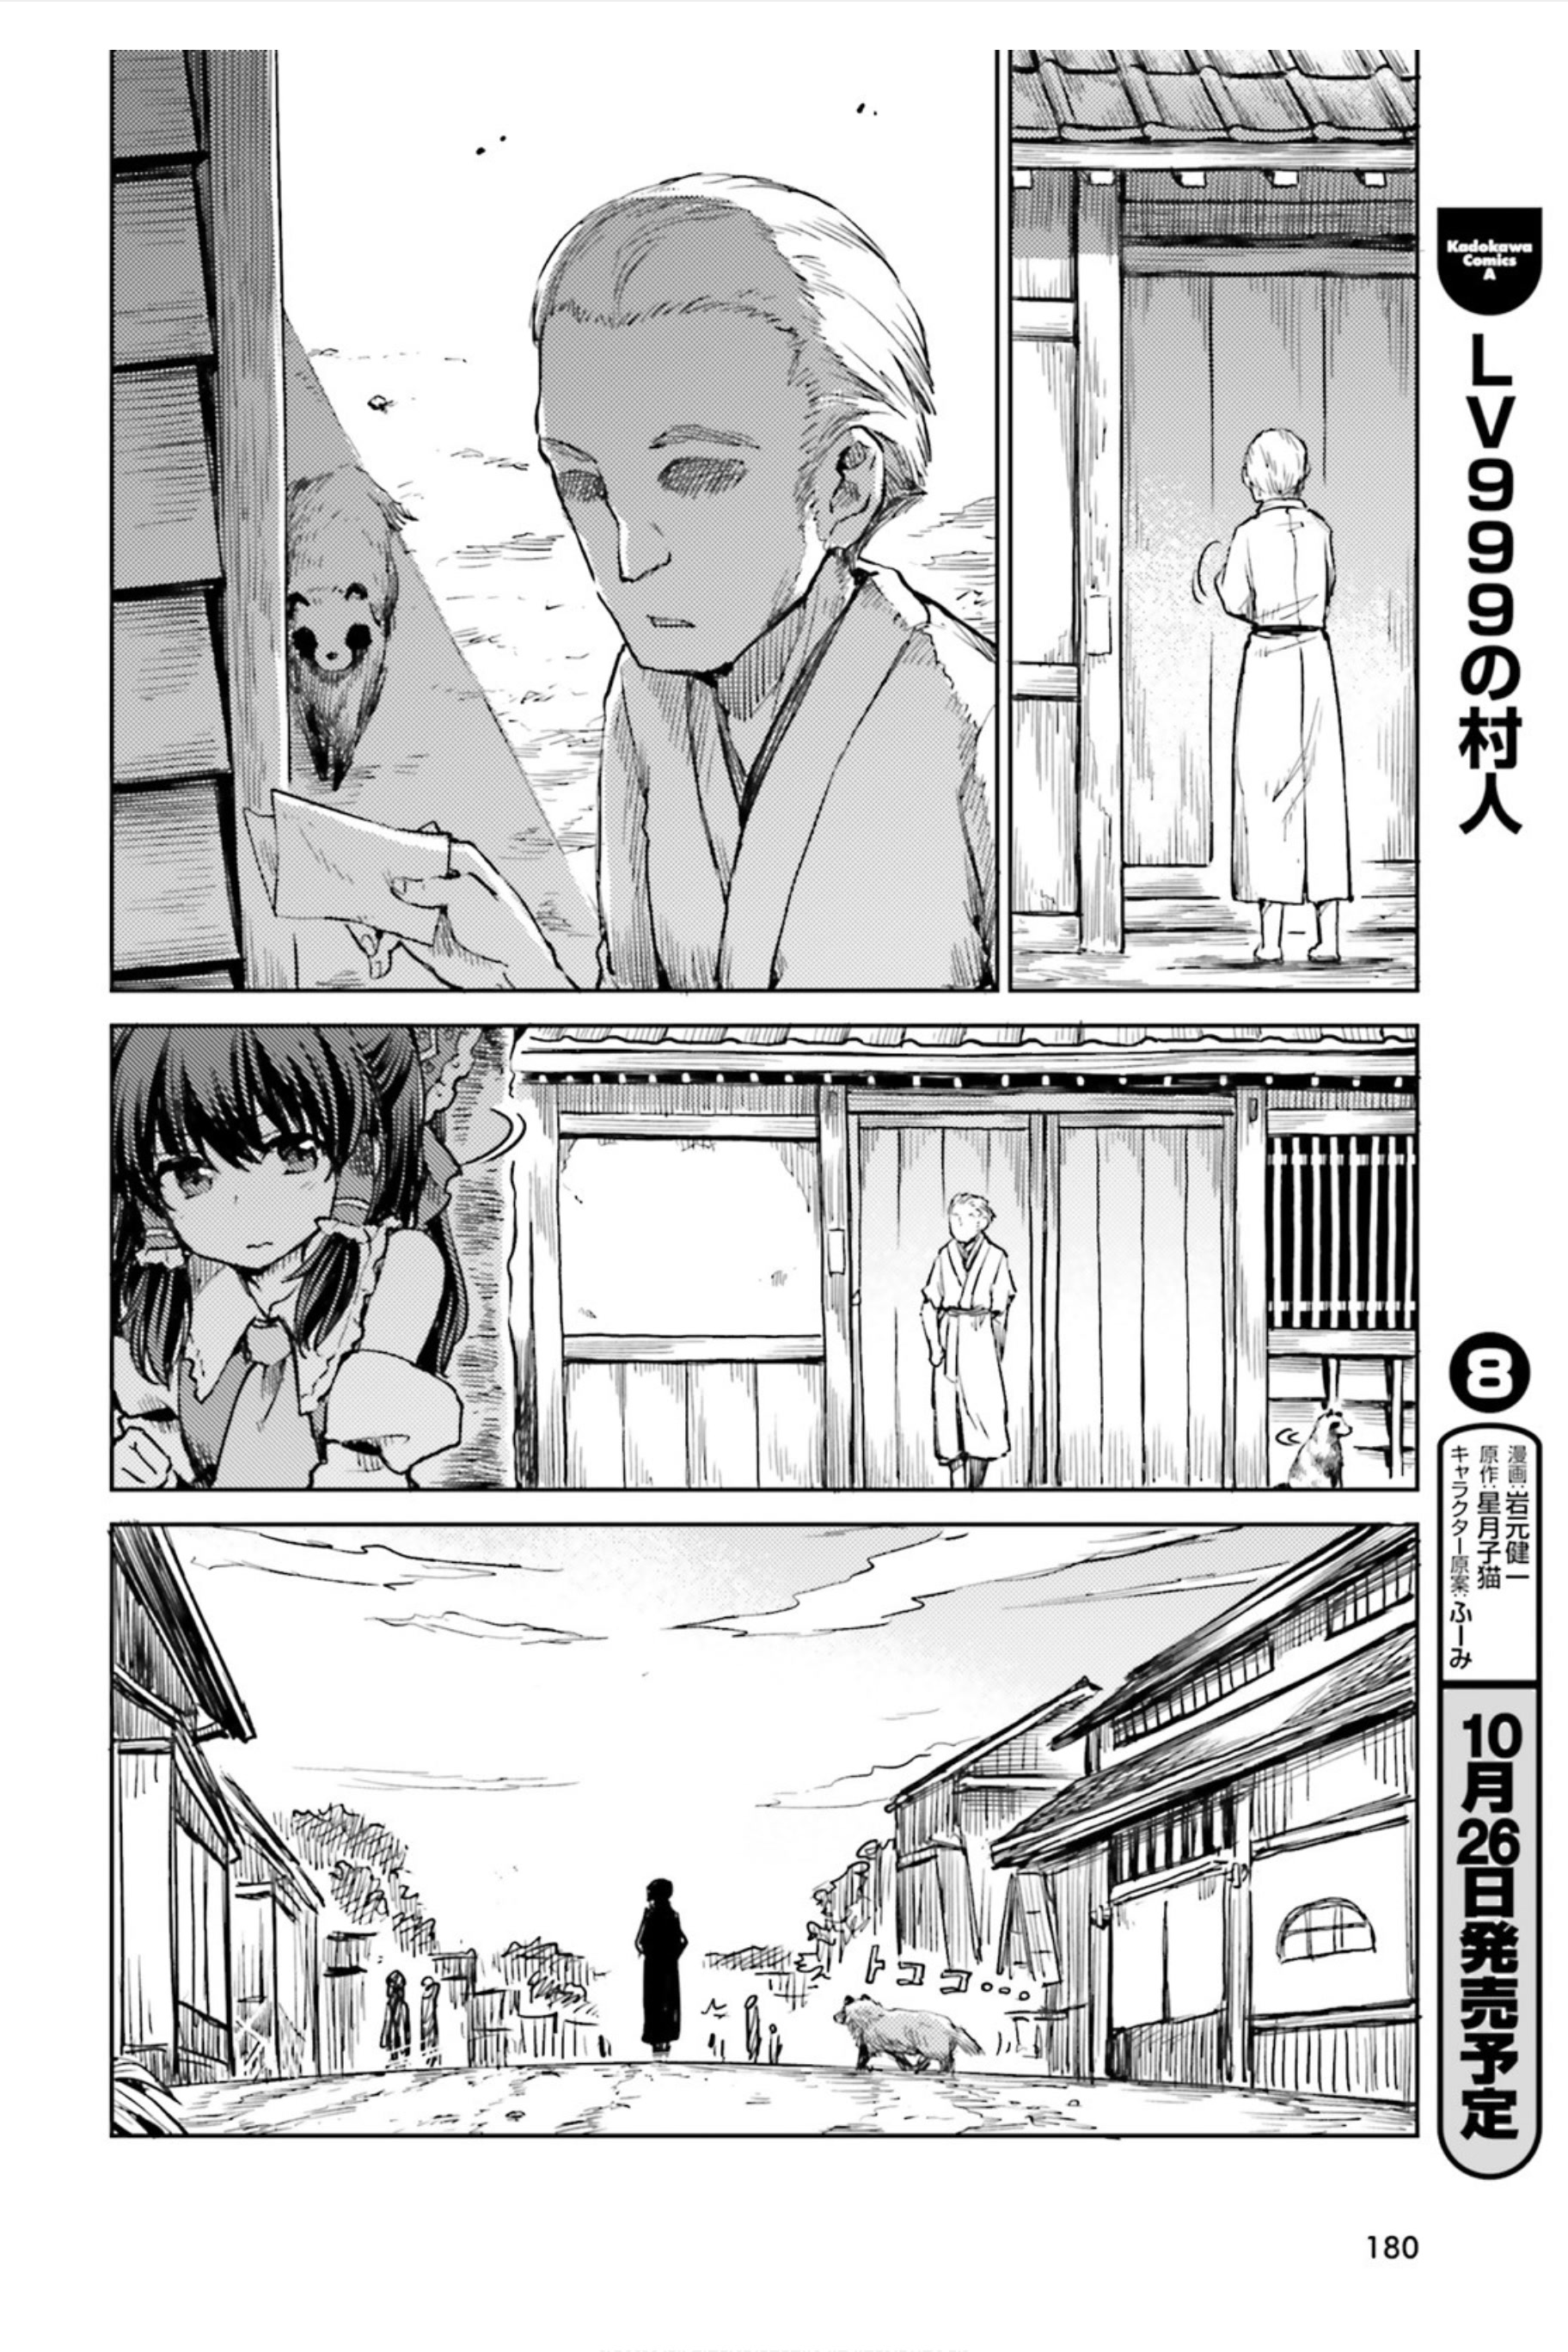 Kadokawa
Comics
A
LV999の村人
8
漫画:岩元健一
原作:星月子猫
キャラクター原案:ふーみ
10月26日発売予定
トココ…
180